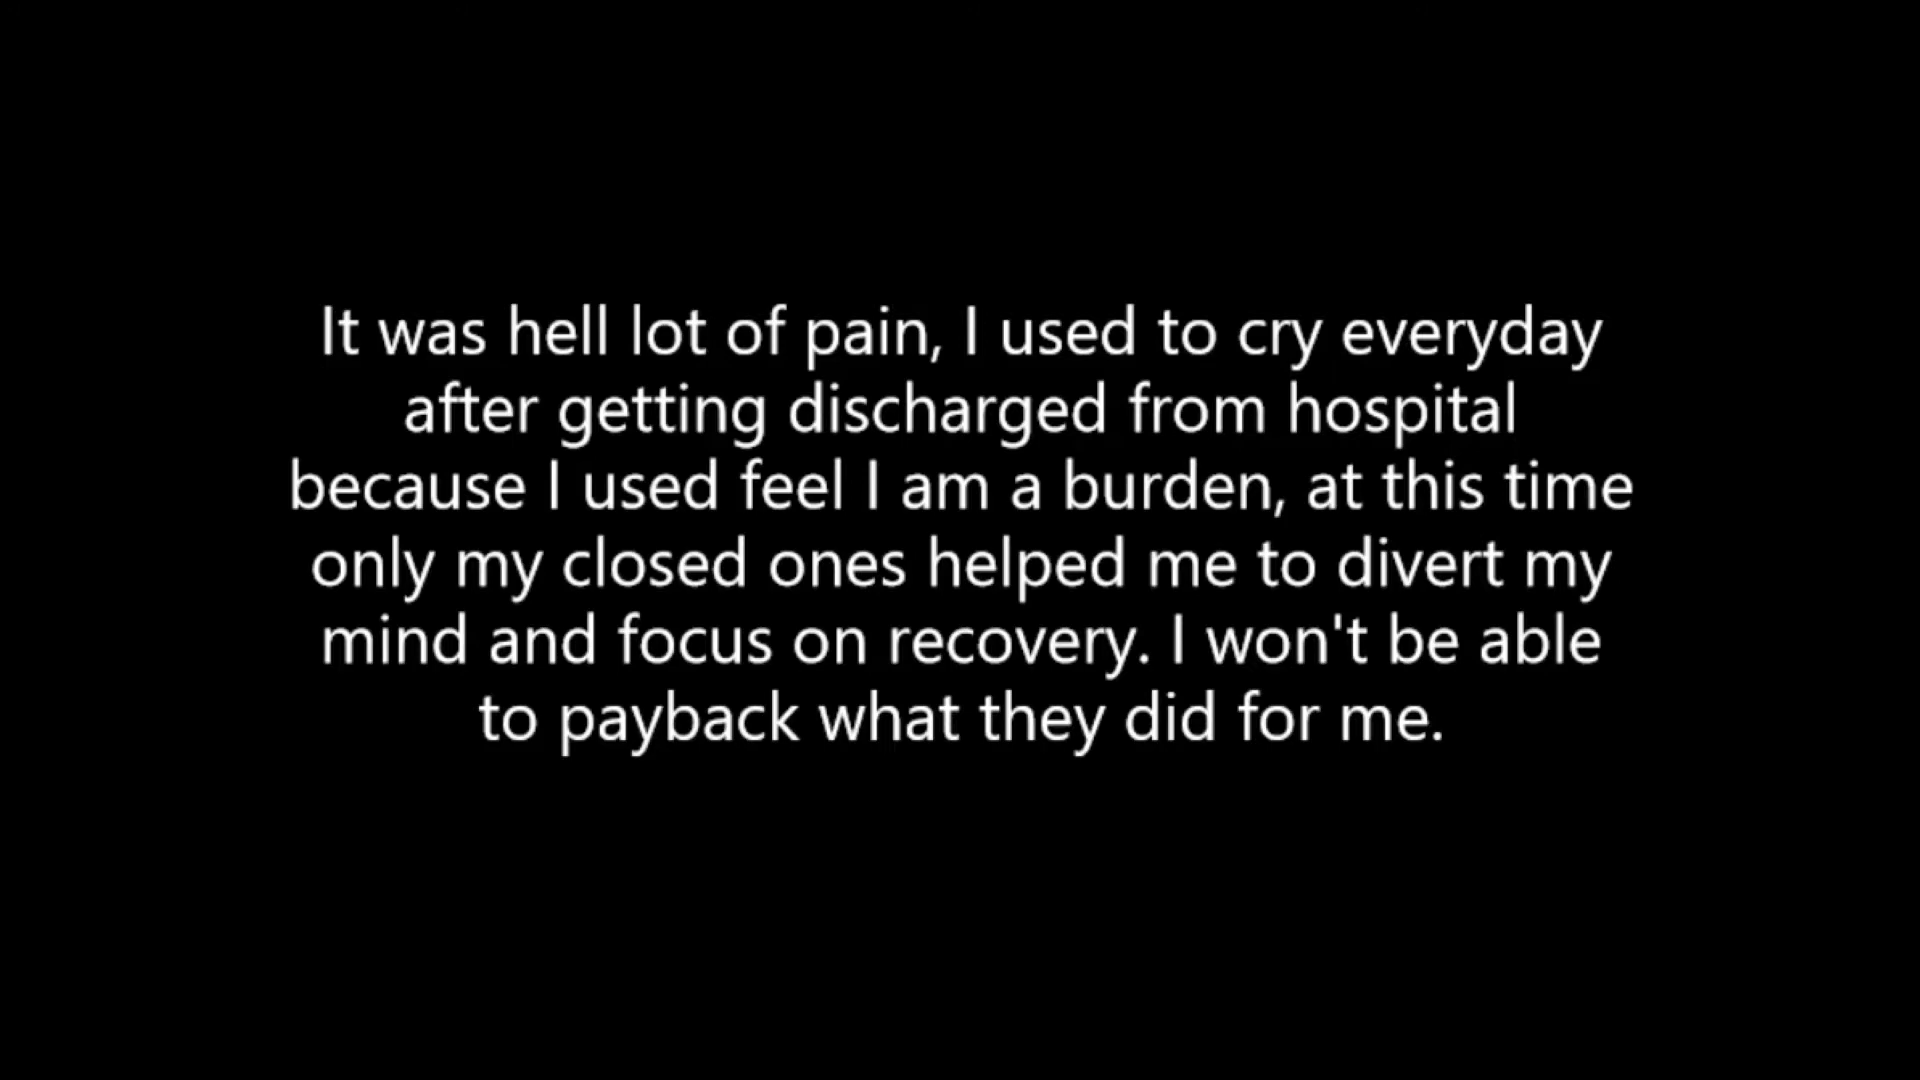 It was hell lot of pain, I used to cry everyday
after getting discharged from hospital
because I used feel I am a burden, at this time
only my closed ones helped me to divert my
mind and focus on recovery. I won't be able
to payback what they did for me.